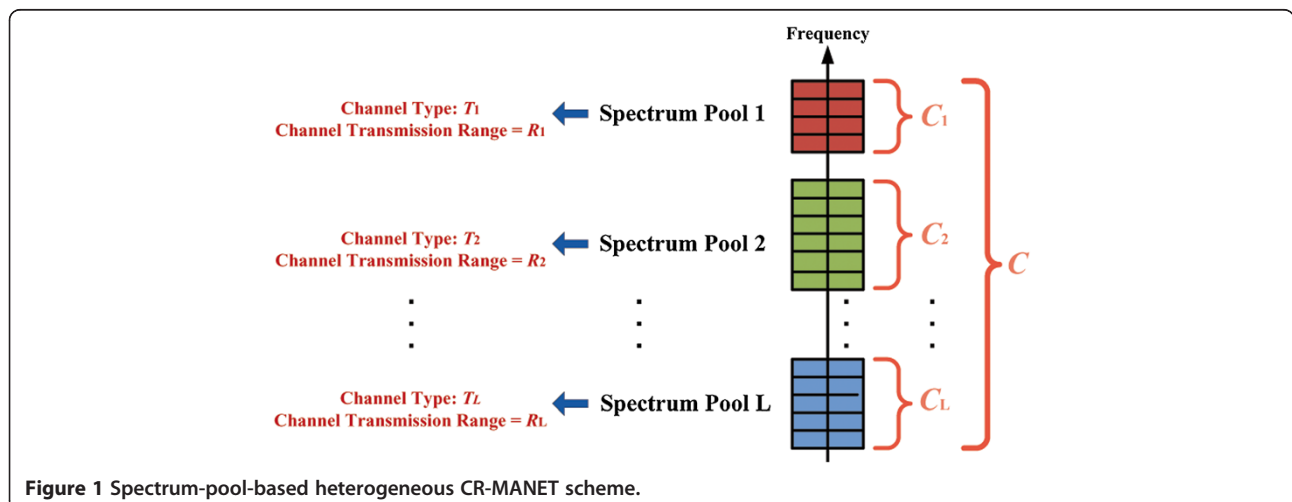 Frequency
Channel Type: T1
Channel Transmission Range = R1
Spectrum Pool 1
C1
Channel Type: T2
Channel Transmission Range = R2
Spectrum Pool 2
C2
C
Channel Type: TL
Channel Transmission Range = RL
Spectrum Pool L
CL
Figure 1 Spectrum-pool-based heterogeneous CR-MANET scheme.